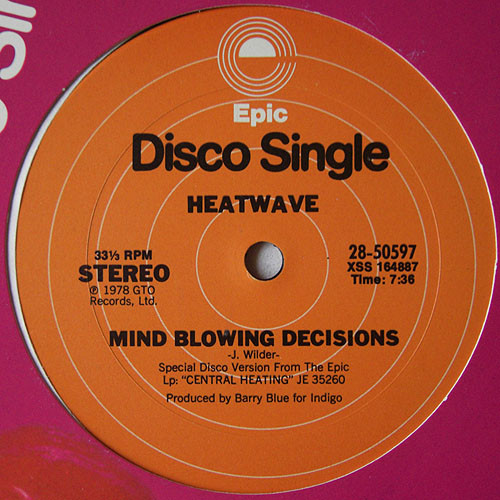 Epic
Disco Single
HEATWAVE
33⅓ RPM
STEREO
℗ 1978 GTO
Records, Ltd.
28-50597
XSS 164887
Time: 7:36
MIND BLOWING DECISIONS
-J. Wilder-
Special Disco Version From The Epic
Lp: "CENTRAL HEATING" JE 35260
Produced by Barry Blue for Indigo